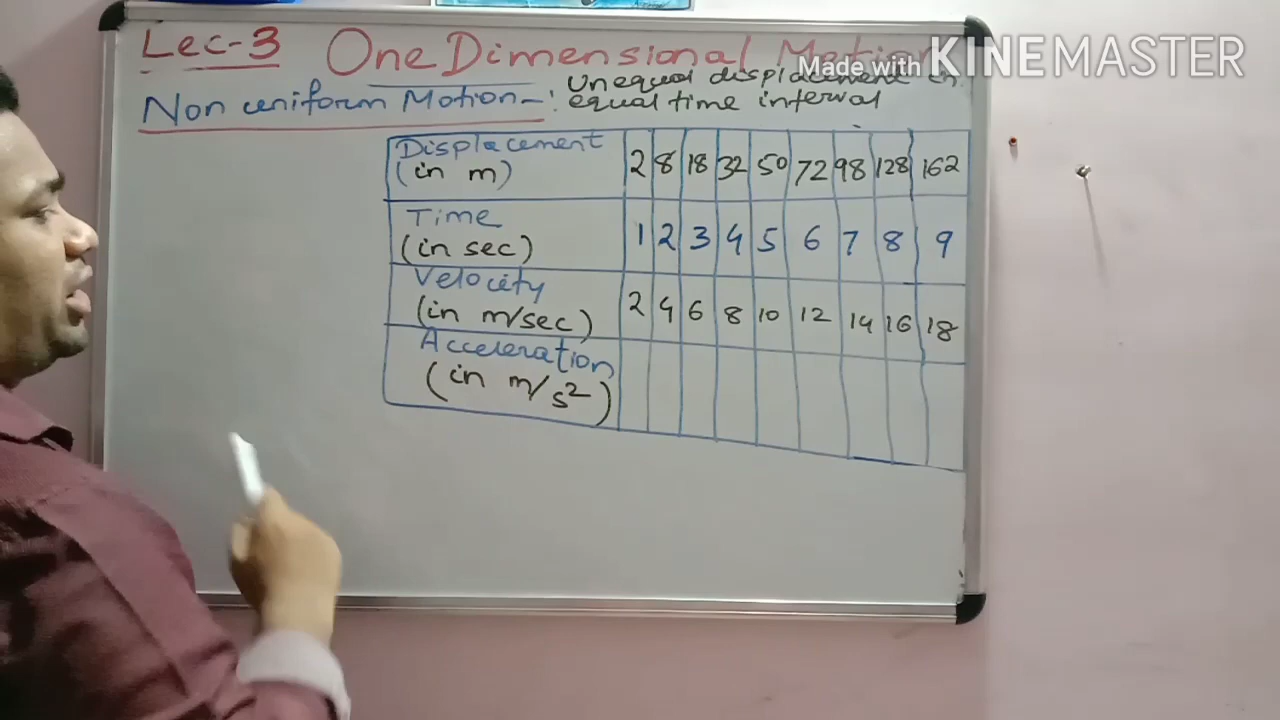 Lec-3 One Dimensional Motion
Made with KINEMASTER
Non uniform Motion-: Unequal displacement in
equal time interval
Displacement
(in m) 2 8 18 32 50 72 98 128 162
Time
(in sec) 1 2 3 4 5 6 7 8 9
Velocity
(in m/sec) 2 4 6 8 10 12 14 16 18
Acceleration
(in m/s²)